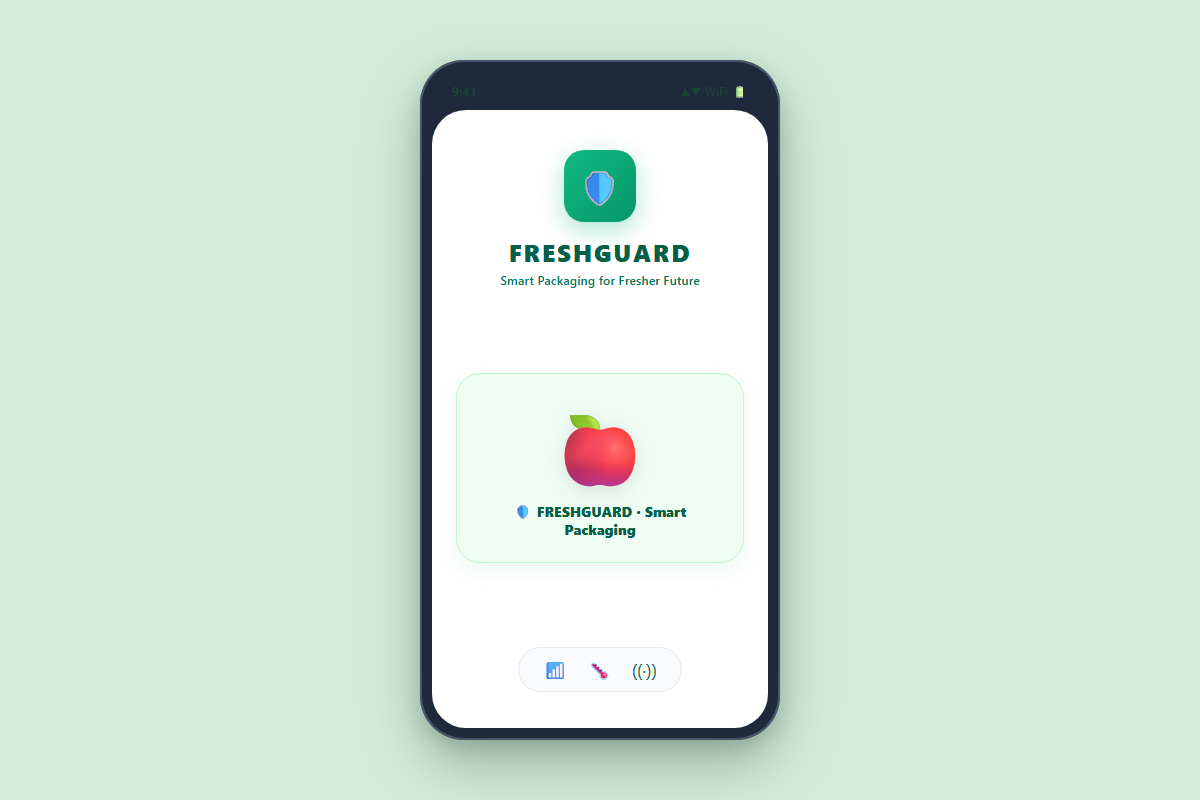 9:41 ▲▼ WiFi 🔋
FRESHGUARD
Smart Packaging for Fresher Future
🛡️ FRESHGUARD · Smart
Packaging
((·))